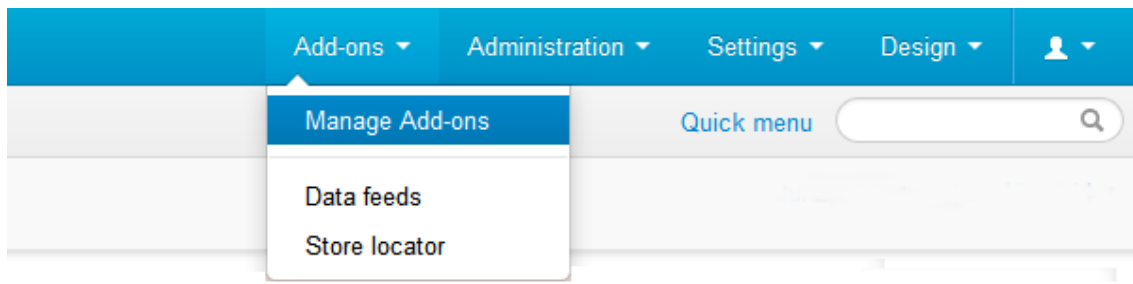 Add-ons Administration Settings Design
Manage Add-ons Quick menu
Data feeds
Store locator